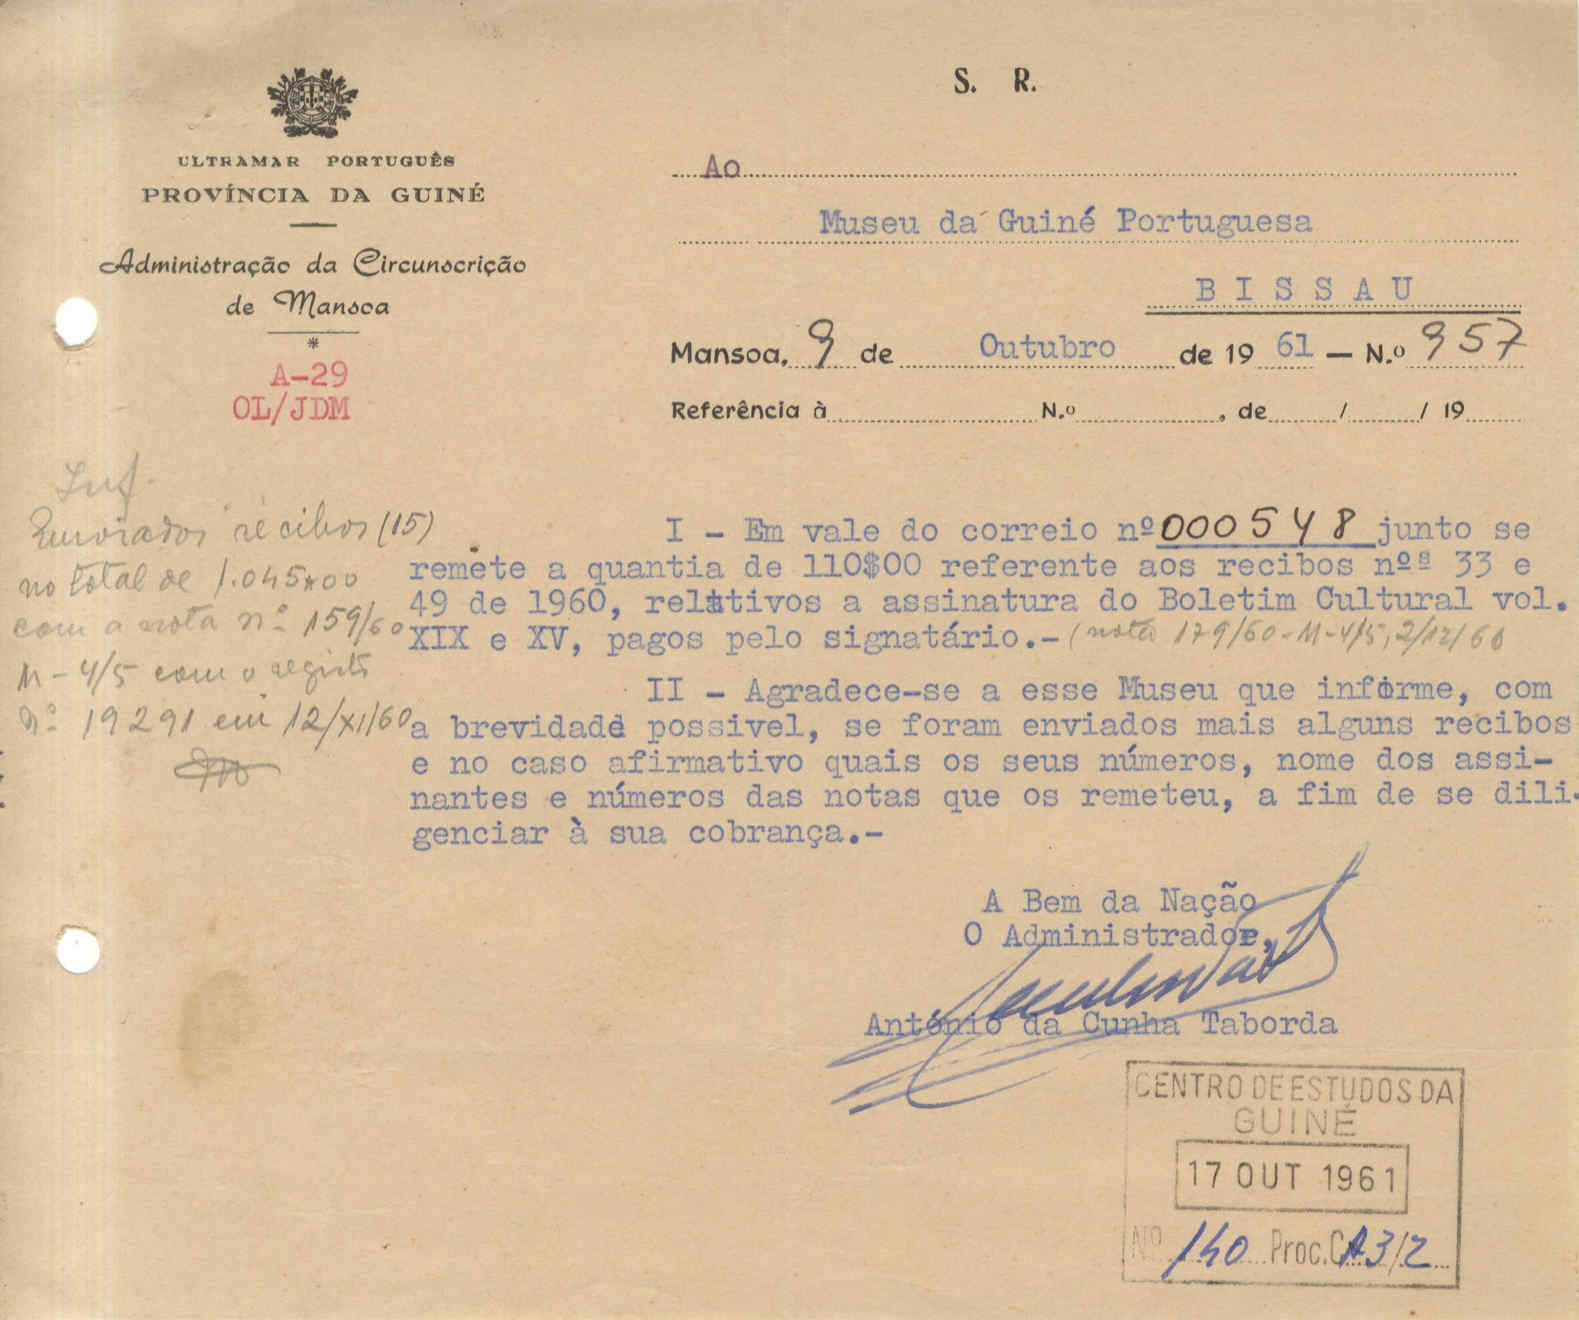 S. R.
ULTRAMAR PORTUGUÊS
PROVÍNCIA DA GUINÉ
Administração da Circunscrição
de Mansoa
*
A-29
OL/JDM
Ao
Museu da Guiné Portuguesa
B I S S A U
Mansoa, 9 de Outubro de 19 61 — N.º 957
Referência à N.º , de / / 19
Inf.
Enviados recibos (15)
no total de 1.045$00
com a nota nº 159/60
M-4/5 com o registo
nº 19291 em 12/XI/60
I - Em vale do correio nº 000548 junto se
remete a quantia de 110$00 referente aos recibos nºs 33 e
49 de 1960, relativos a assinatura do Boletim Cultural vol.
XIX e XV, pagos pelo signatário.- (nota 179/60-M-4/5, 2/12/60
II - Agradece-se a esse Museu que informe, com
a brevidade possivel, se foram enviados mais alguns recibos
e no caso afirmativo quais os seus números, nome dos assi-
nantes e números das notas que os remeteu, a fim de se dili-
genciar à sua cobrança.-
A Bem da Nação
O Administrador,
António da Cunha Taborda
CENTRO DE ESTUDOS DA
GUINÉ
17 OUT 1961
Nº 140 Proc. CA3/2